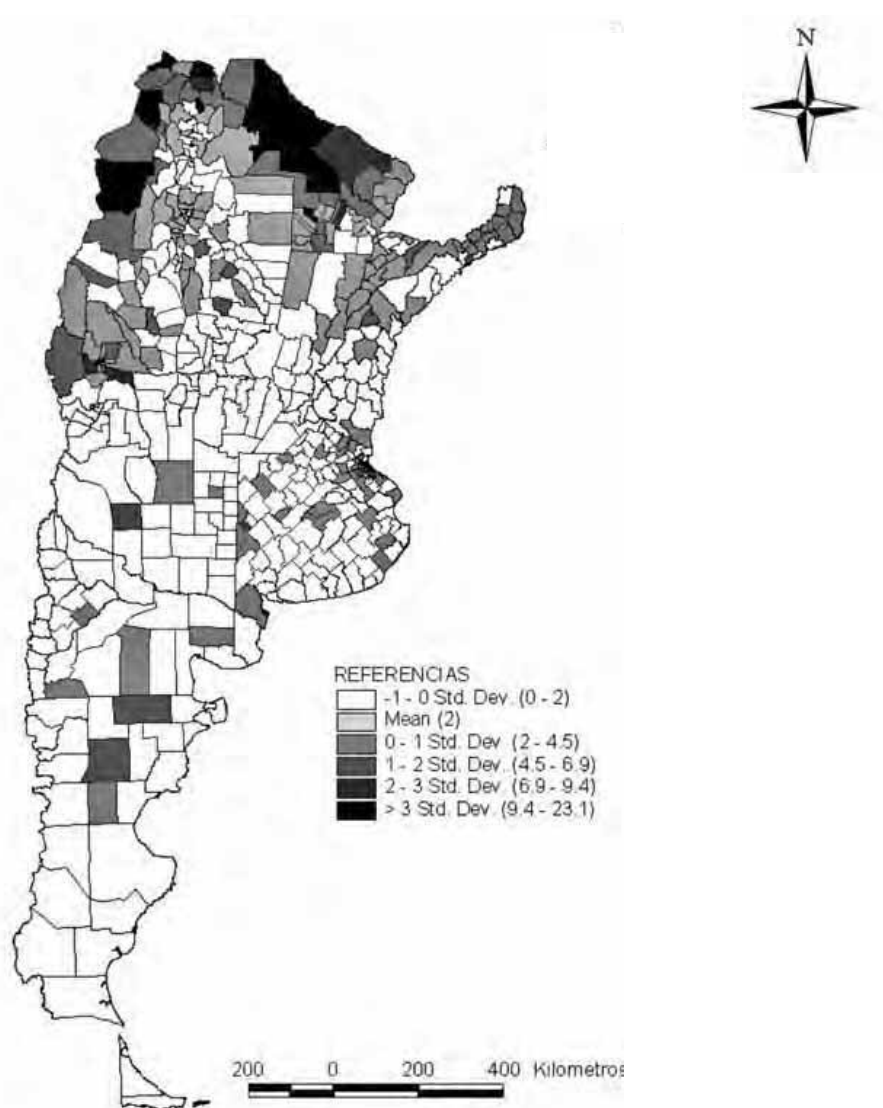 N
REFERENCIAS
-1 - 0 Std. Dev. (0 - 2)
Mean (2)
0 - 1 Std. Dev (2 - 4.5)
1 - 2 Std. Dev. (4.5 - 6.9)
2 - 3 Std. Dev. (6.9 - 9.4)
> 3 Std. Dev. (9.4 - 23.1)
200 0 200 400 Kilometros